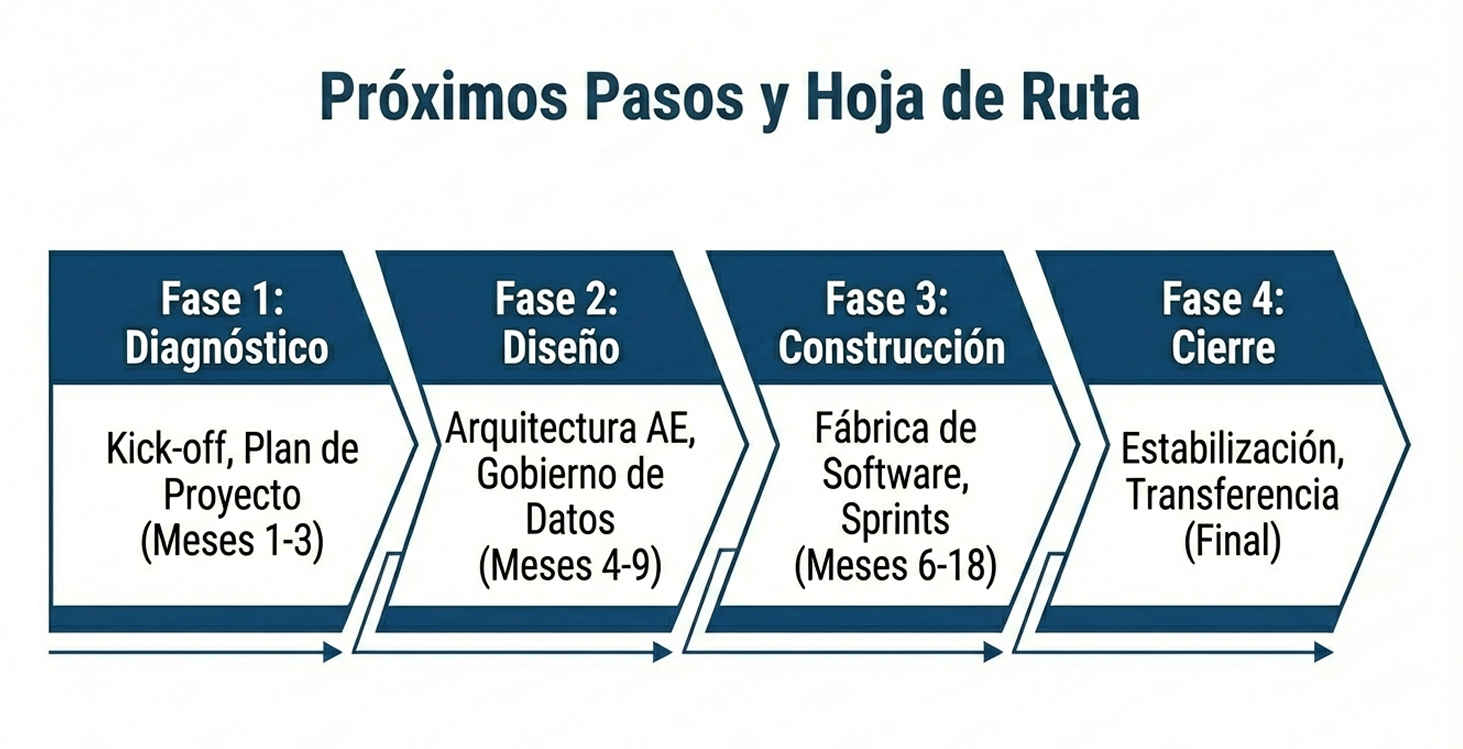 Próximos Pasos y Hoja de Ruta
Fase 1:
Diagnóstico
Kick-off, Plan de
Proyecto
(Meses 1-3)
Fase 2:
Diseño
Arquitectura AE,
Gobierno de
Datos
(Meses 4-9)
Fase 3:
Construcción
Fábrica de
Software,
Sprints
(Meses 6-18)
Fase 4:
Cierre
Estabilización,
Transferencia
(Final)